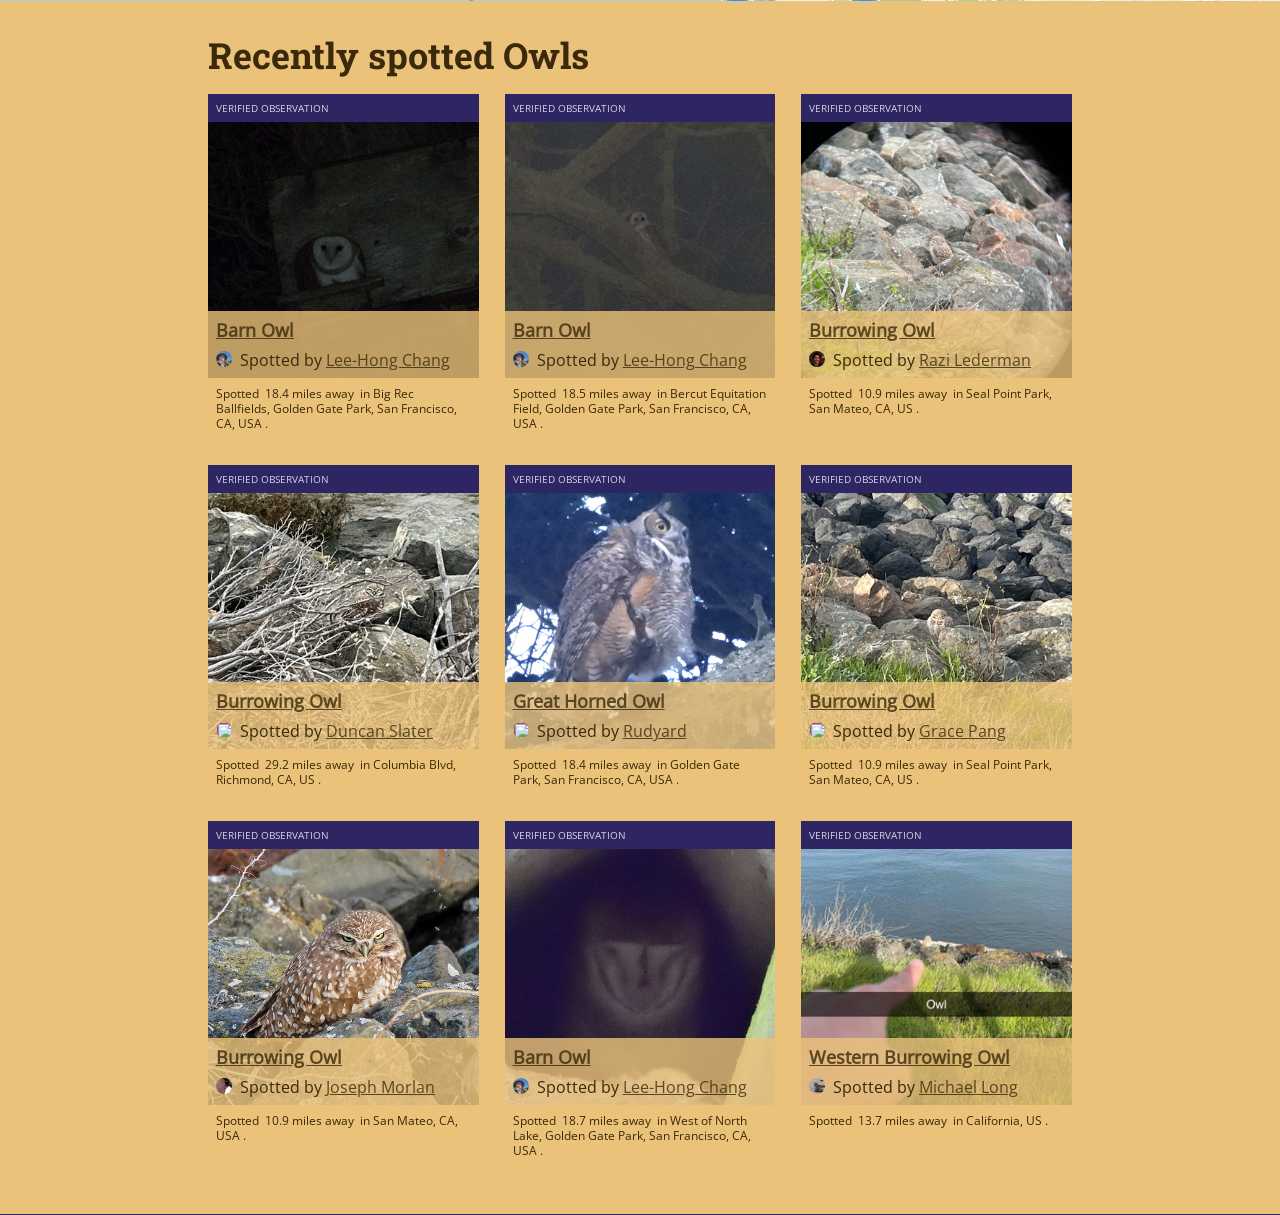 Recently spotted Owls
VERIFIED OBSERVATION
Barn Owl
Spotted by Lee-Hong Chang
Spotted 18.4 miles away in Big Rec
Ballfields, Golden Gate Park, San Francisco,
CA, USA .
VERIFIED OBSERVATION
Barn Owl
Spotted by Lee-Hong Chang
Spotted 18.5 miles away in Bercut Equitation
Field, Golden Gate Park, San Francisco, CA,
USA .
VERIFIED OBSERVATION
Burrowing Owl
Spotted by Razi Lederman
Spotted 10.9 miles away in Seal Point Park,
San Mateo, CA, US .
VERIFIED OBSERVATION
Burrowing Owl
Spotted by Duncan Slater
Spotted 29.2 miles away in Columbia Blvd,
Richmond, CA, US .
VERIFIED OBSERVATION
Great Horned Owl
Spotted by Rudyard
Spotted 18.4 miles away in Golden Gate
Park, San Francisco, CA, USA .
VERIFIED OBSERVATION
Burrowing Owl
Spotted by Grace Pang
Spotted 10.9 miles away in Seal Point Park,
San Mateo, CA, US .
VERIFIED OBSERVATION
Burrowing Owl
Spotted by Joseph Morlan
Spotted 10.9 miles away in San Mateo, CA,
USA .
VERIFIED OBSERVATION
Barn Owl
Spotted by Lee-Hong Chang
Spotted 18.7 miles away in West of North
Lake, Golden Gate Park, San Francisco, CA,
USA .
VERIFIED OBSERVATION
Owl
Western Burrowing Owl
Spotted by Michael Long
Spotted 13.7 miles away in California, US .